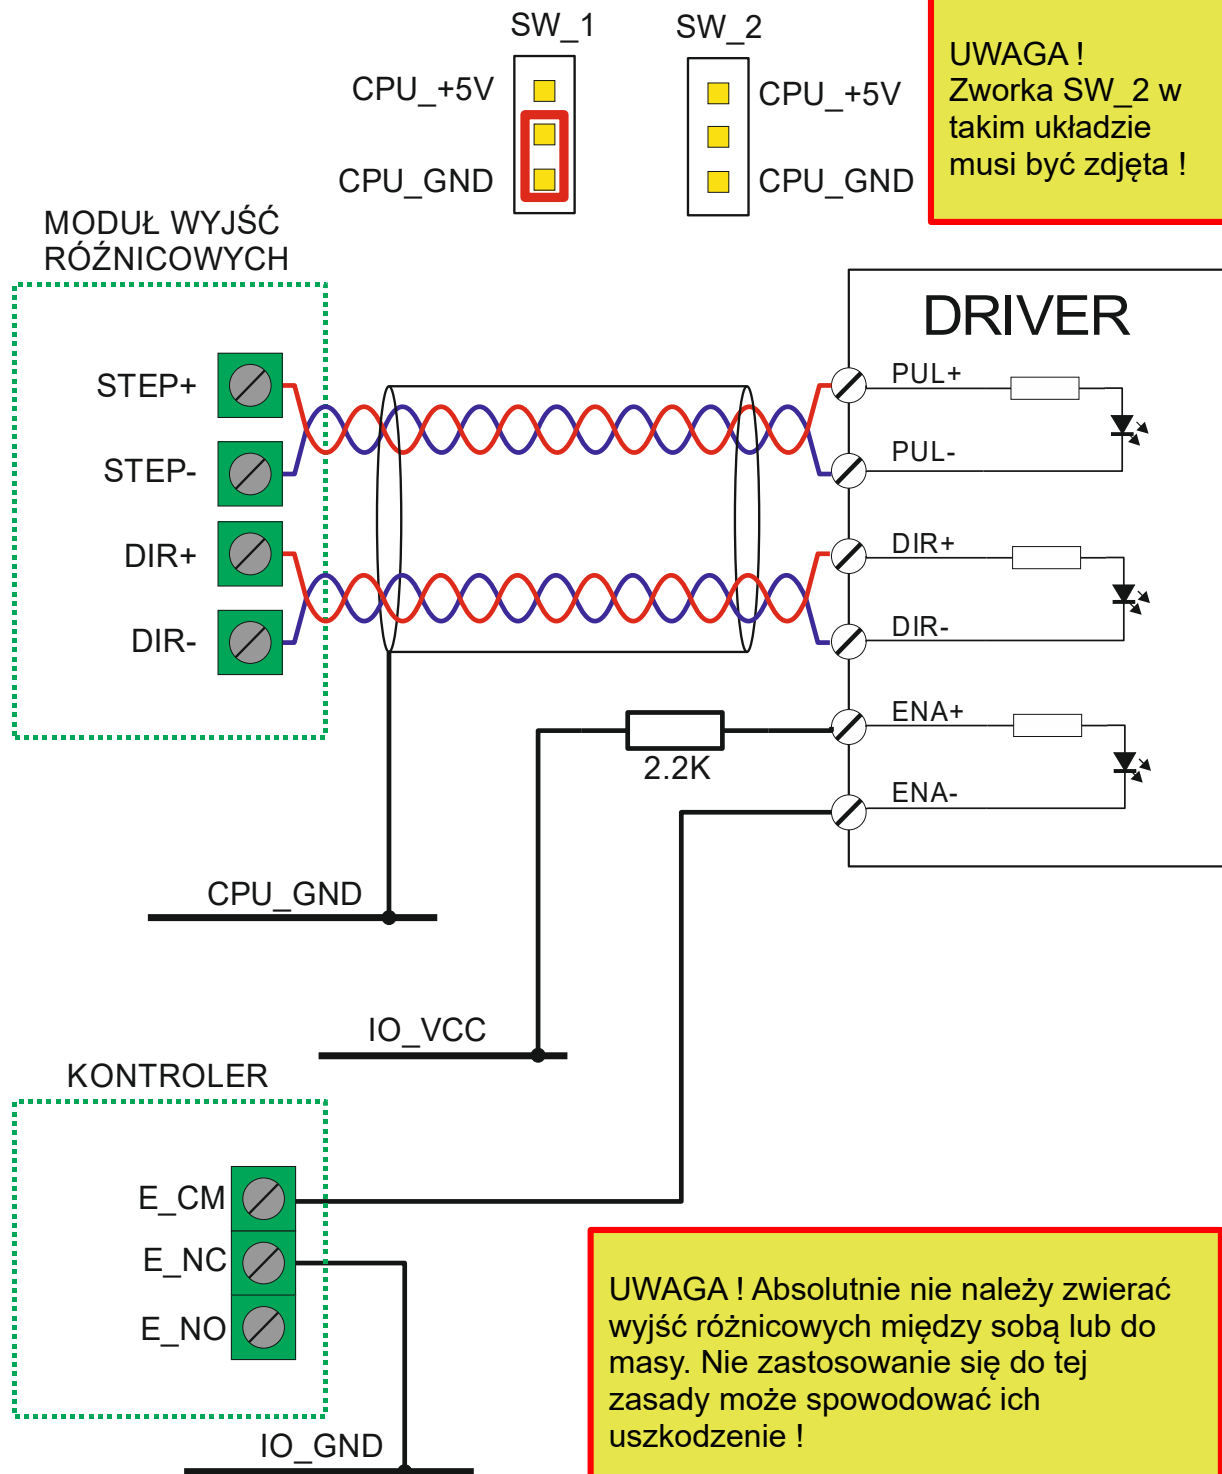 SW_1
SW_2
CPU_+5V
CPU_+5V
CPU_GND
CPU_GND
UWAGA !
Zworka SW_2 w
takim układzie
musi być zdjęta !
MODUŁ WYJŚĆ
RÓŹNICOWYCH
DRIVER
STEP+
STEP-
DIR+
DIR-
PUL+
PUL-
DIR+
DIR-
ENA+
ENA-
2.2K
CPU_GND
IO_VCC
KONTROLER
E_CM
E_NC
E_NO
IO_GND
UWAGA ! Absolutnie nie należy zwierać
wyjść różnicowych między sobą lub do
masy. Nie zastosowanie się do tej
zasady może spowodować ich
uszkodzenie !